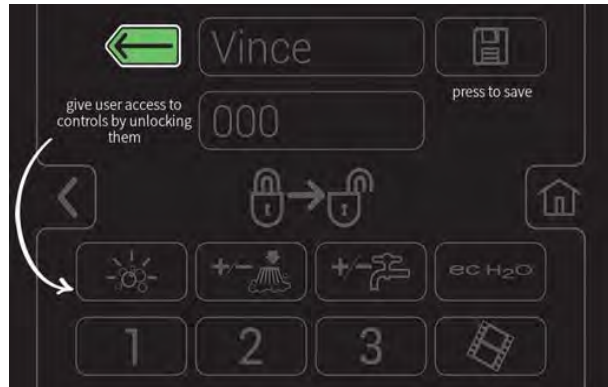 Vince
press to save
give user access to
controls by unlocking
them
000
+/-
+/-
ec H2O
1
2
3